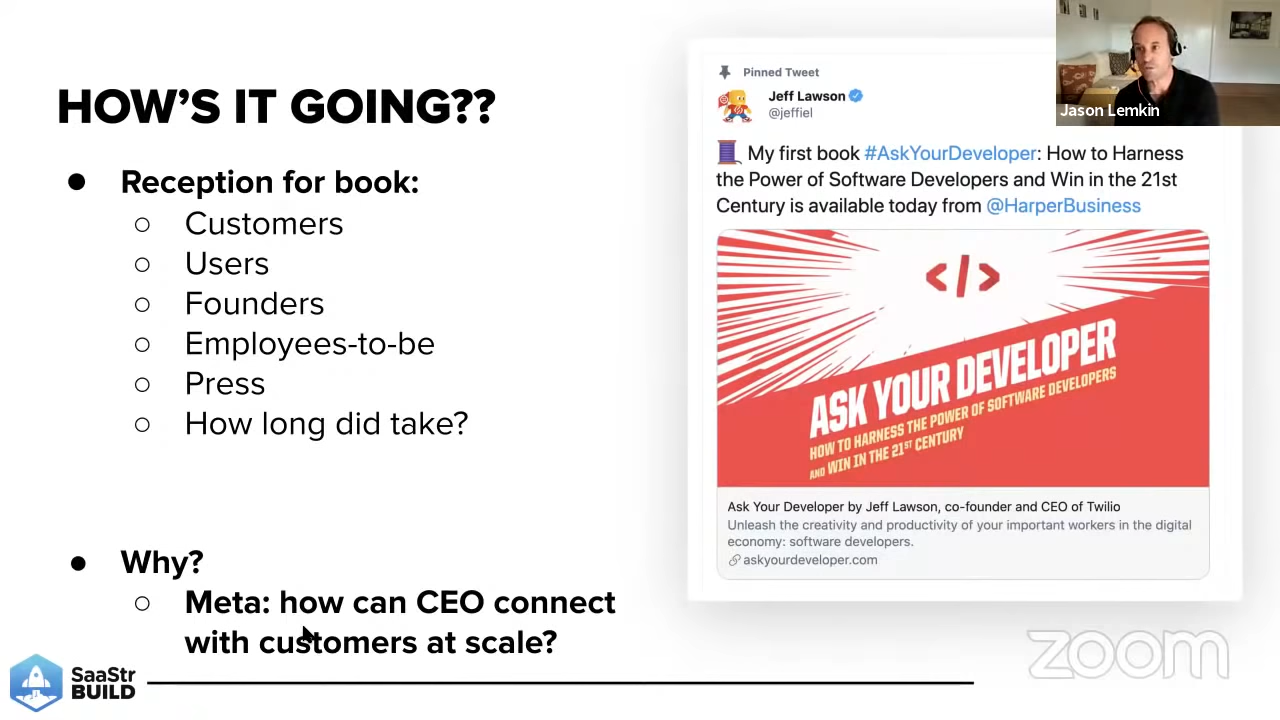 HOW'S IT GOING??
● Reception for book:
○ Customers
○ Users
○ Founders
○ Employees-to-be
○ Press
○ How long did take?
● Why?
○ Meta: how can CEO connect
with customers at scale?
SaaStr
BUILD
Pinned Tweet
Jeff Lawson
@jeffiel
My first book #AskYourDeveloper: How to Harness
the Power of Software Developers and Win in the 21st
Century is available today from @HarperBusiness
</>
ASK YOUR DEVELOPER
HOW TO HARNESS THE POWER OF SOFTWARE DEVELOPERS
AND WIN IN THE 21ST CENTURY
Ask Your Developer by Jeff Lawson, co-founder and CEO of Twilio
Unleash the creativity and productivity of your important workers in the digital
economy: software developers.
askyourdeveloper.com
Jason Lemkin
zoom